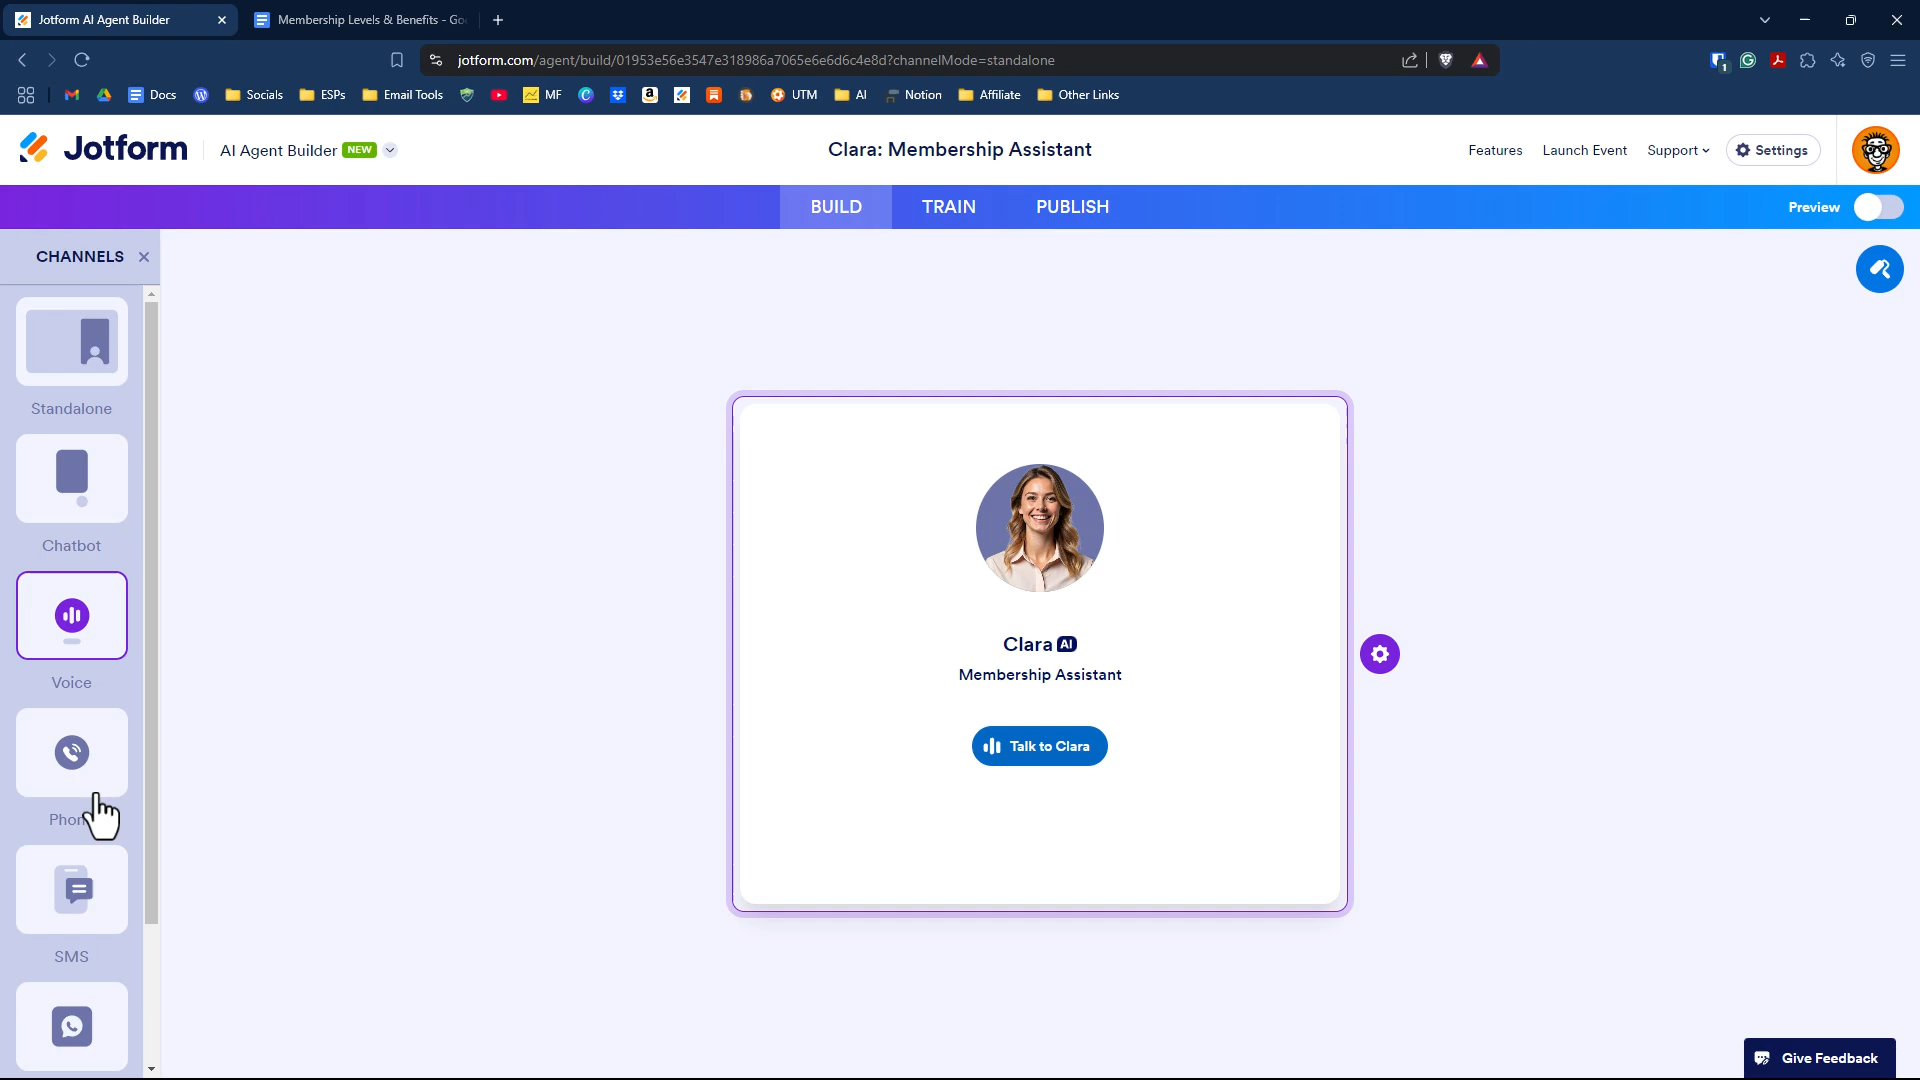 Jotform AI Agent Builder
Membership Levels & Benefits - Go
jotform.com/agent/build/01953e56e3547e318986a7065e6e6d6c4e8d?channelMode=standalone
1
Docs
Socials
ESPs
Email Tools
MF
UTM
AI
Notion
Affiliate
Other Links
Jotform
AI Agent Builder NEW
Clara: Membership Assistant
Features
Launch Event
Support
Settings
BUILD
TRAIN
PUBLISH
Preview
CHANNELS
Standalone
Chatbot
Voice
Phon
SMS
Clara AI
Membership Assistant
Talk to Clara
Give Feedback